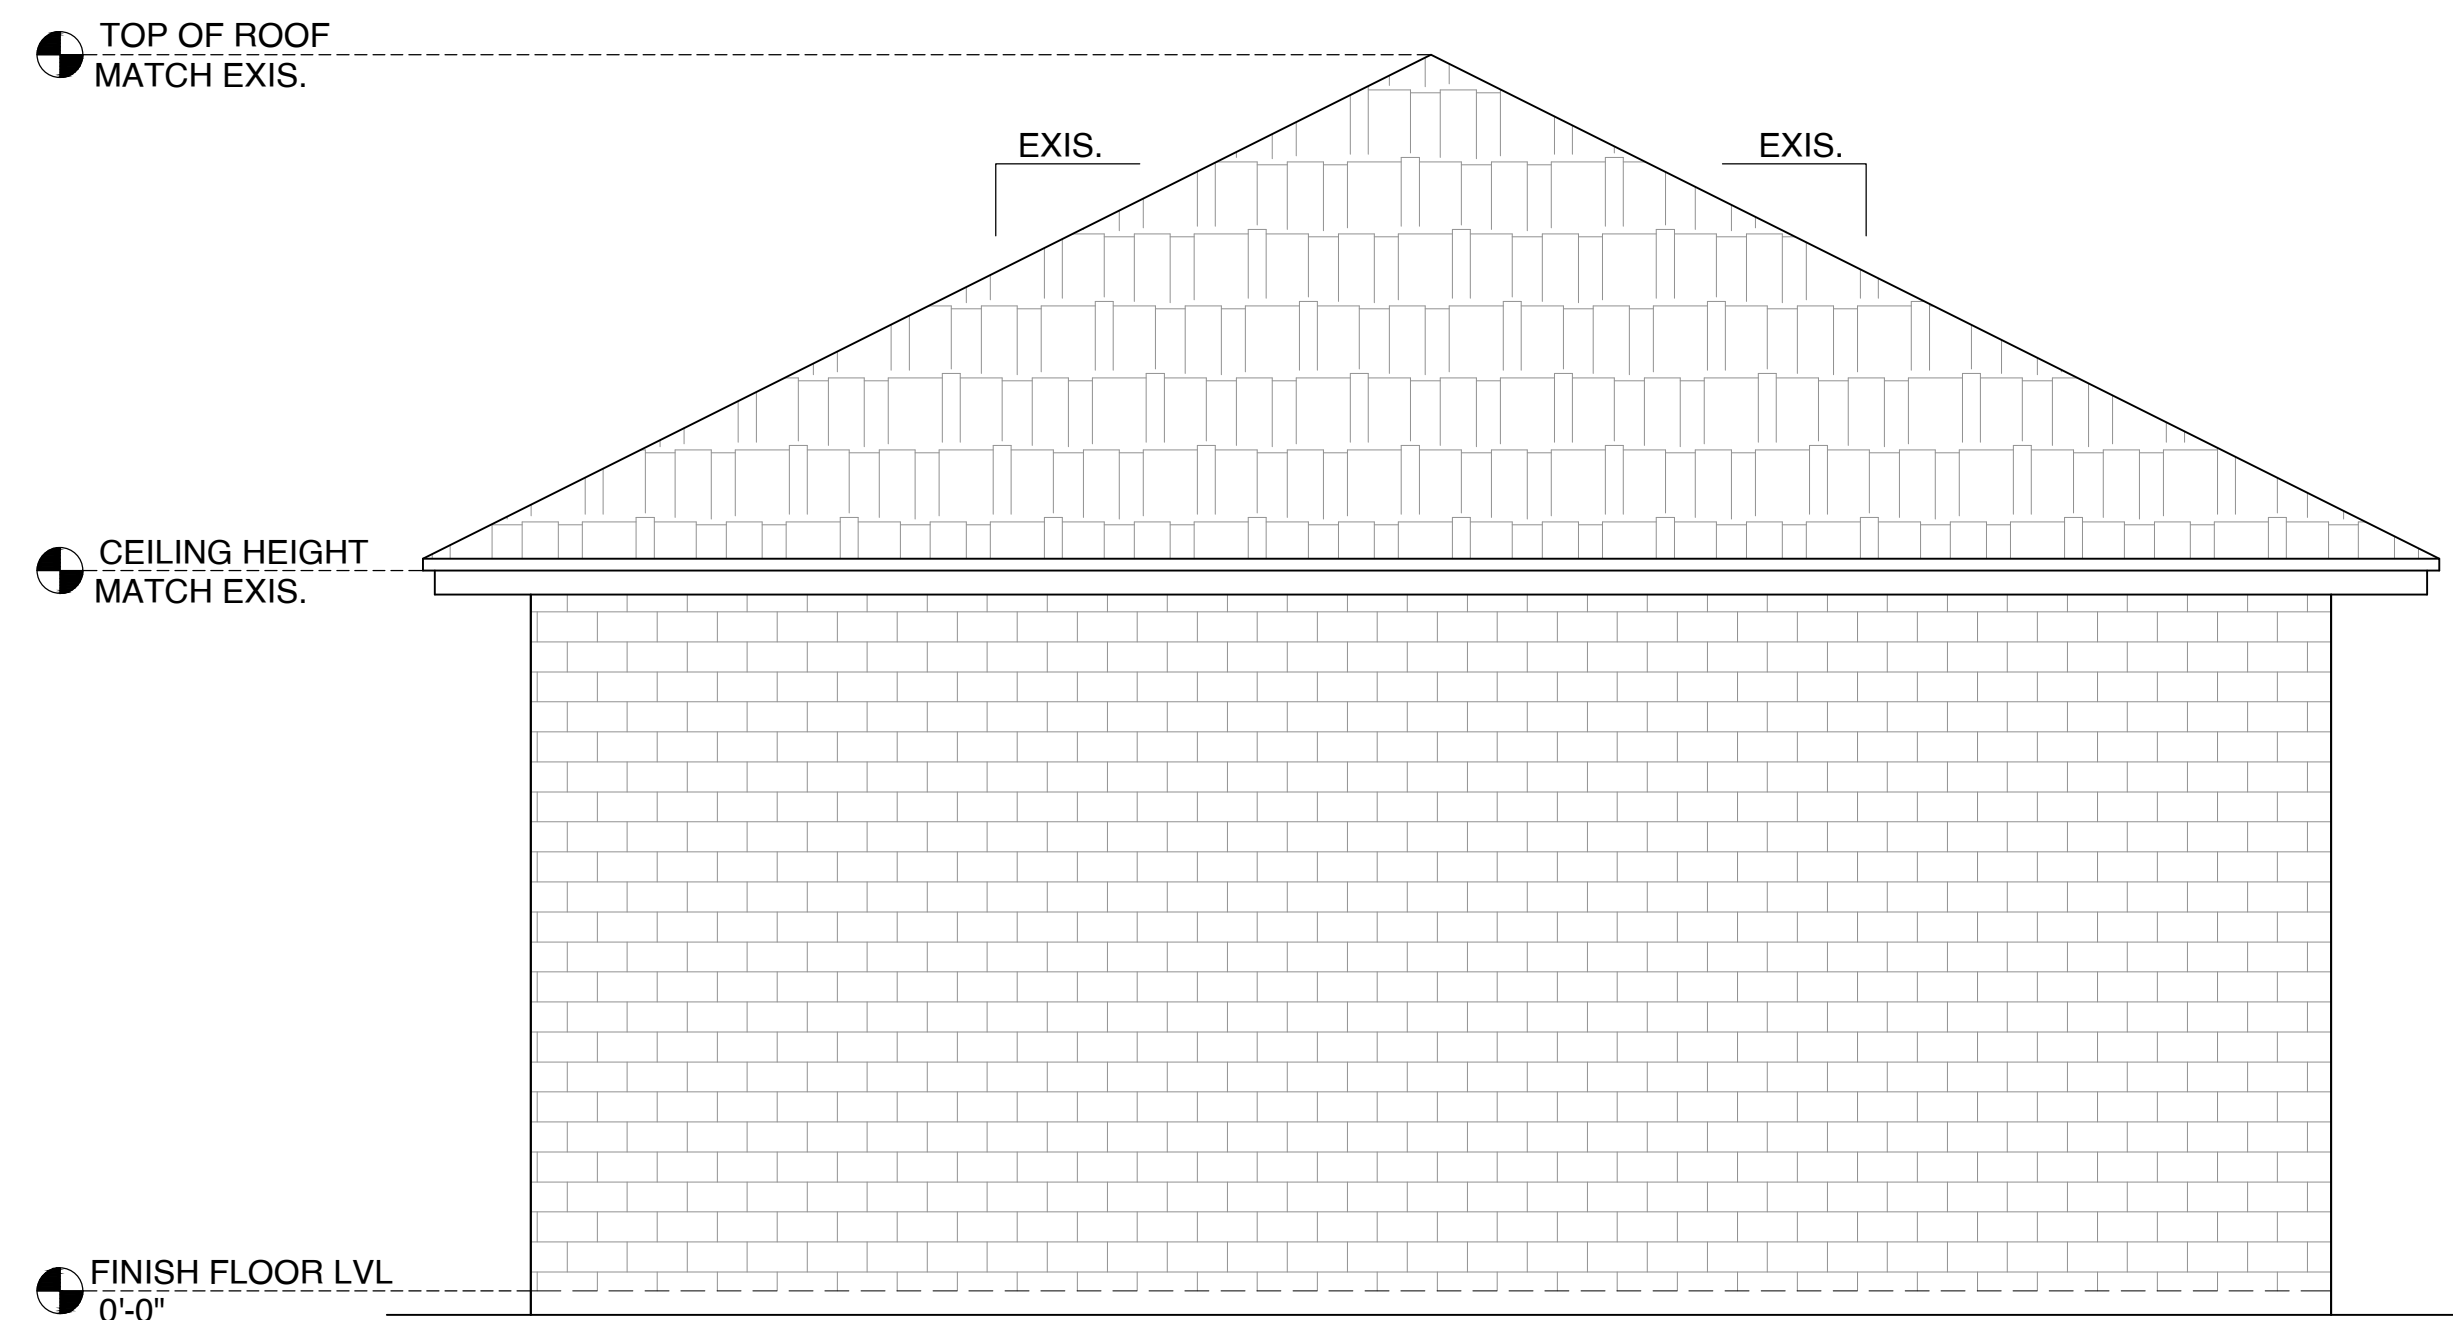 TOP OF ROOF
MATCH EXIS.
EXIS.
EXIS.
CEILING HEIGHT
MATCH EXIS.
FINISH FLOOR LVL
0'-0"